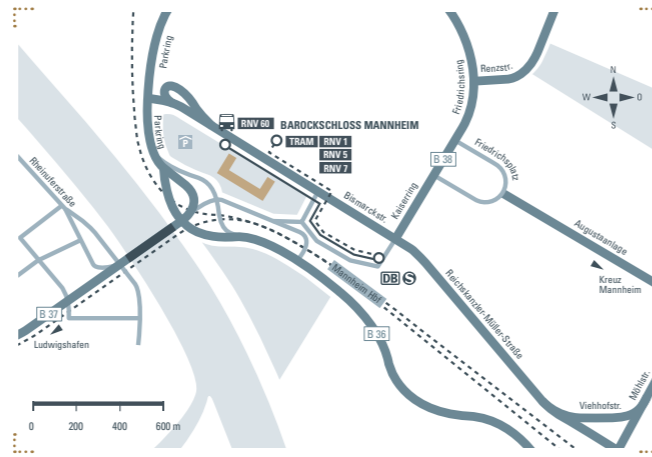 Parkring
Renzstr.
Friedrichsring
N
W
O
S
RNV 60
BAROCKSCHLOSS MANNHEIM
Parkring
P
TRAM
RNV 1
RNV 5
RNV 7
B 38
Friedrichsplatz
Rheinuferstraße
Bismarckstr.
Kaiserring
Augustaanlage
DB
S
Mannheim Hbf
Kreuz
Mannheim
Reichskanzler-Müller-Straße
B 37
Ludwigshafen
B 36
Möhlstr.
Viehhofstr.
0
200
400
600 m